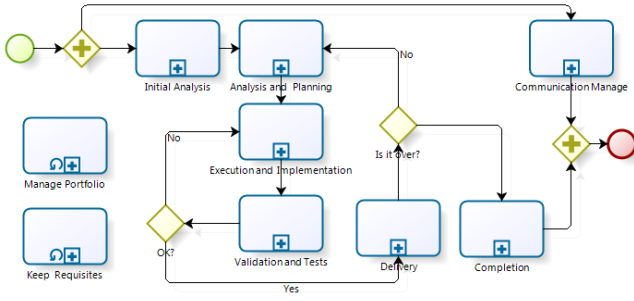 No
Initial Analysis
Analysis and Planning
Communication Manage
No
Is it over?
Execution and Implementation
Manage Portfolio
OK?
Validation and Tests
Delivery
Completion
Keep Requisites
Yes